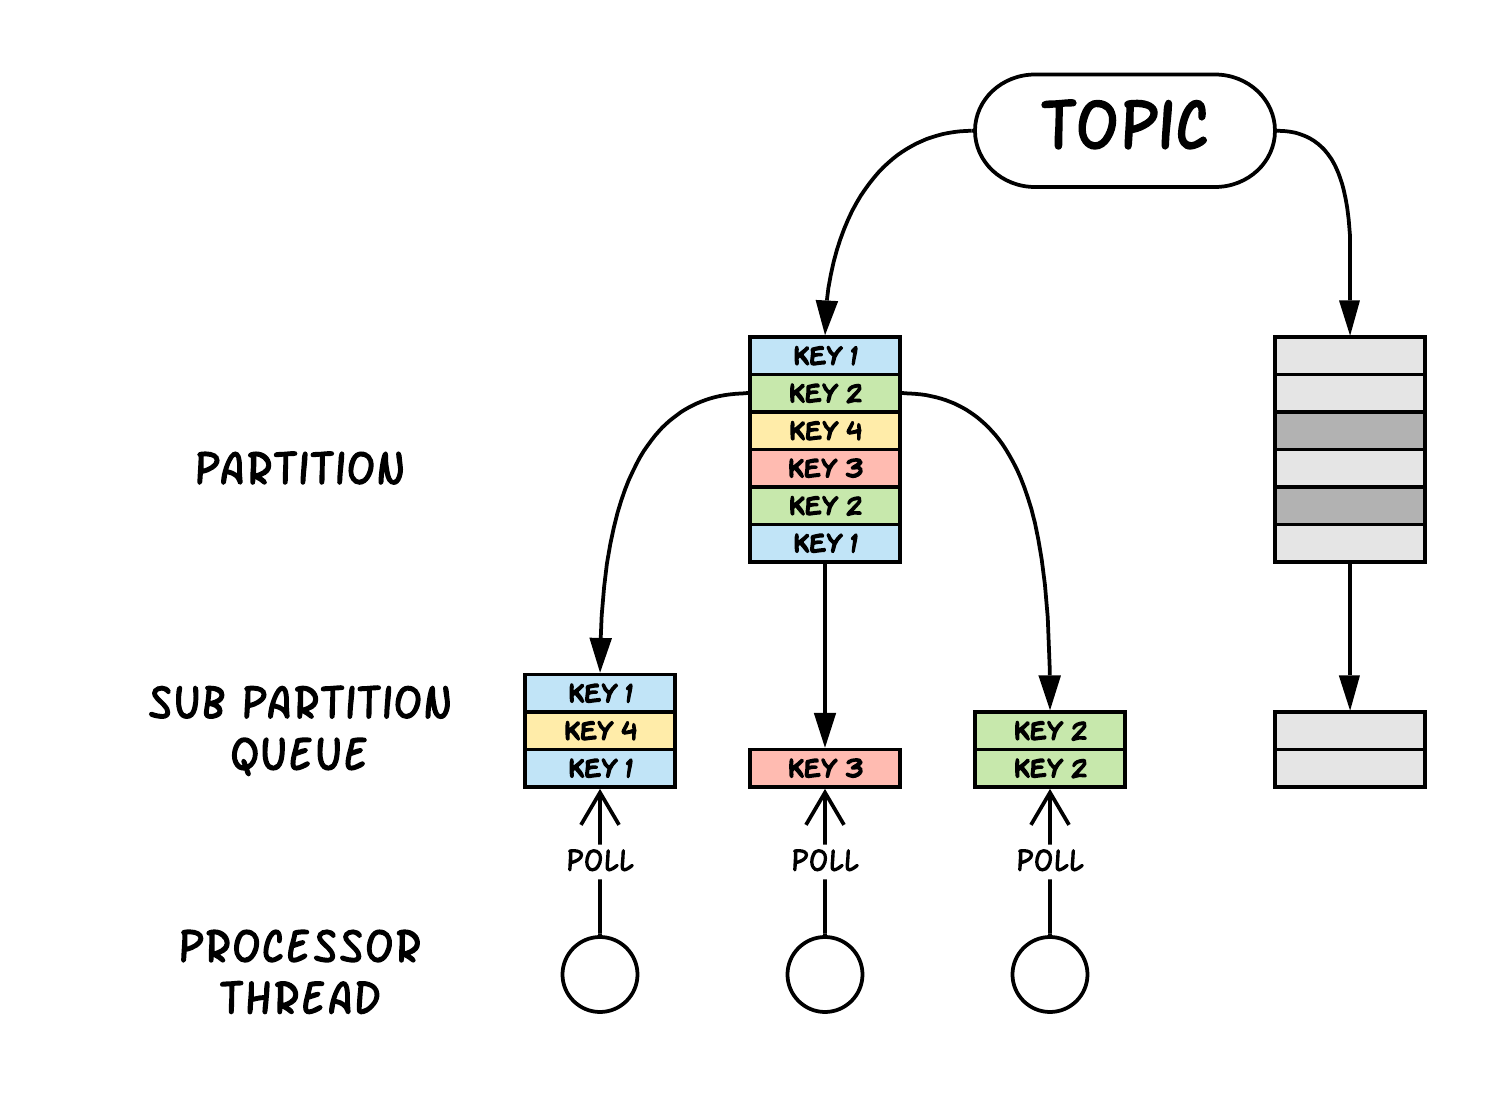 TOPIC
KEY 1
KEY 2
KEY 4
KEY 3
KEY 2
KEY 1
PARTITION
SUB PARTITION
QUEUE
KEY 1
KEY 4
KEY 1
KEY 3
KEY 2
KEY 2
POLL
POLL
POLL
PROCESSOR
THREAD